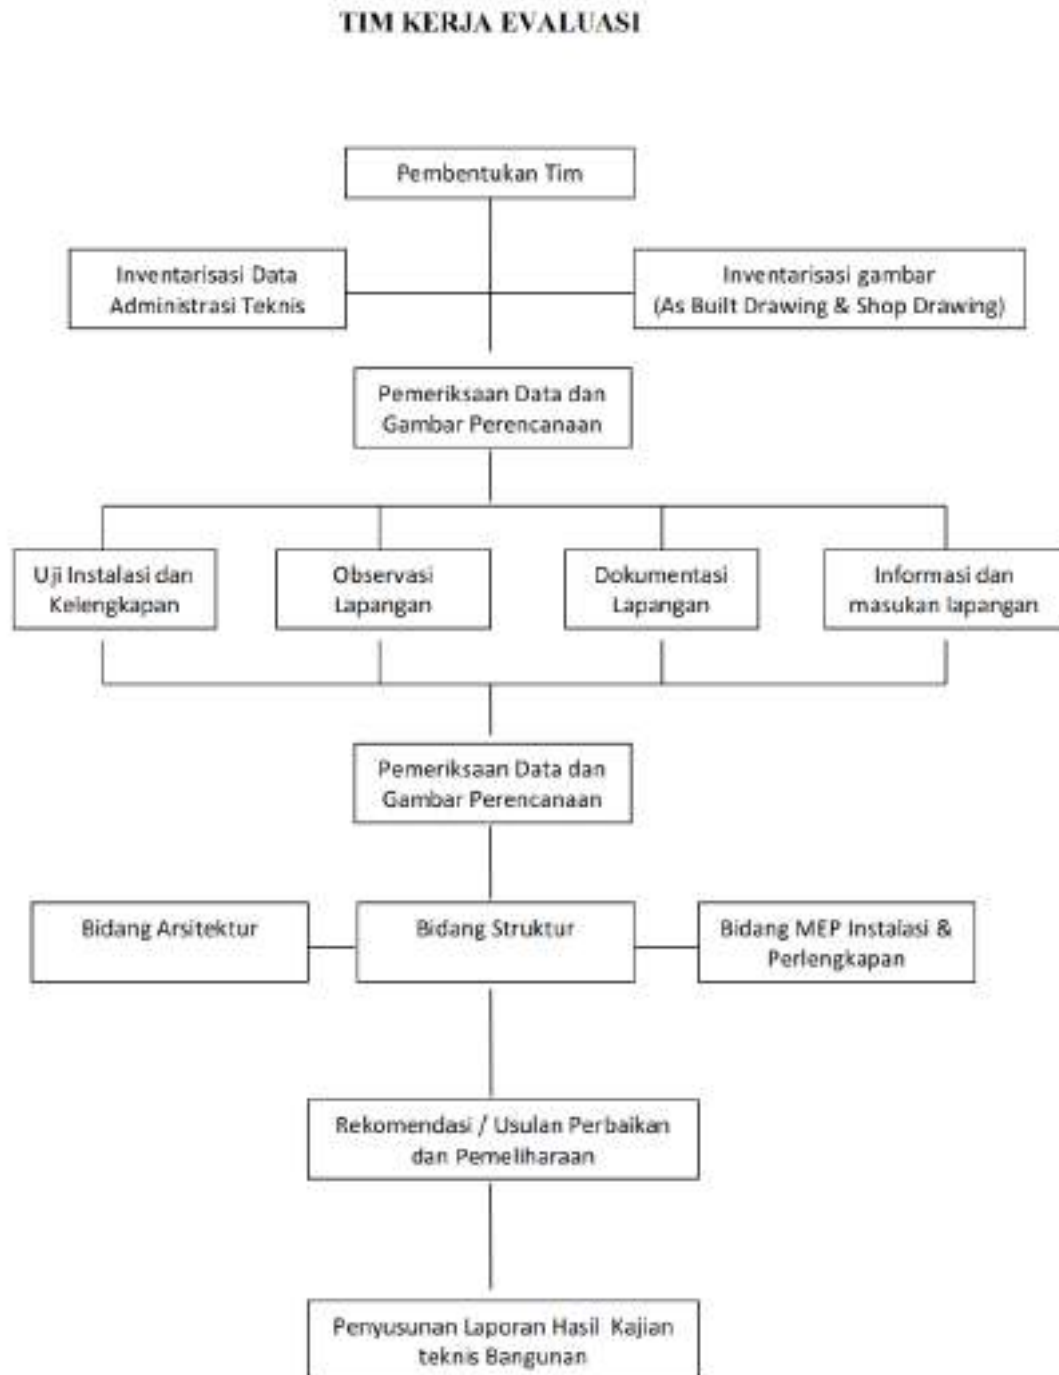 TIM KERJA EVALUASI
Pembentukan Tim
Inventarisasi Data
Administrasi Teknis
Inventarisasi gambar
(As Built Drawing & Shop Drawing)
Pemeriksaan Data dan
Gambar Perencanaan
Uji Instalasi dan
Kelengkapan
Observasi
Lapangan
Dokumentasi
Lapangan
Informasi dan
masukan lapangan
Pemeriksaan Data dan
Gambar Perencanaan
Bidang Arsitektur
Bidang Struktur
Bidang MEP Instalasi &
Perlengkapan
Rekomendasi / Usulan Perbaikan
dan Pemeliharaan
Penyusunan Laporan Hasil Kajian
teknis Bangunan